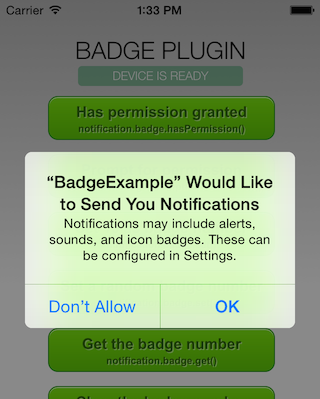 Carrier 1:33 PM
BADGE PLUGIN
DEVICE IS READY
Has permission granted
notification.badge.hasPermission()
“BadgeExample” Would Like
to Send You Notifications
Notifications may include alerts,
sounds, and icon badges. These can
be configured in Settings.
Don’t Allow OK
Get the badge number
notification.badge.get()